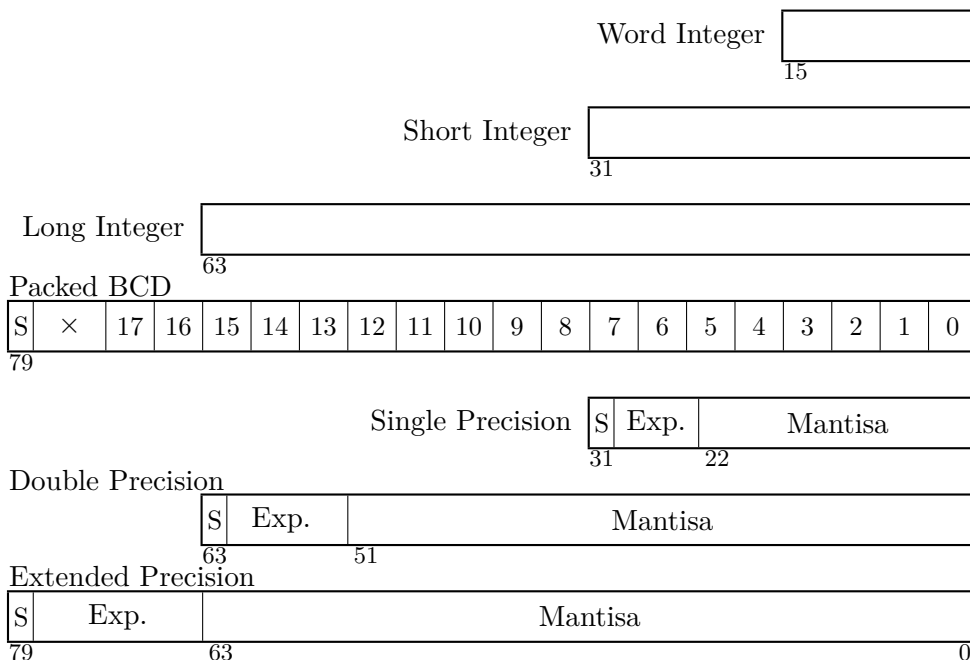 Word Integer
15
Short Integer
31
Long Integer
63
Packed BCD
S × 17 16 15 14 13 12 11 10 9 8 7 6 5 4 3 2 1 0
79
Single Precision S Exp. Mantisa
31 22
Double Precision
S Exp. Mantisa
63 51
Extended Precision
S Exp. Mantisa
79 63 0